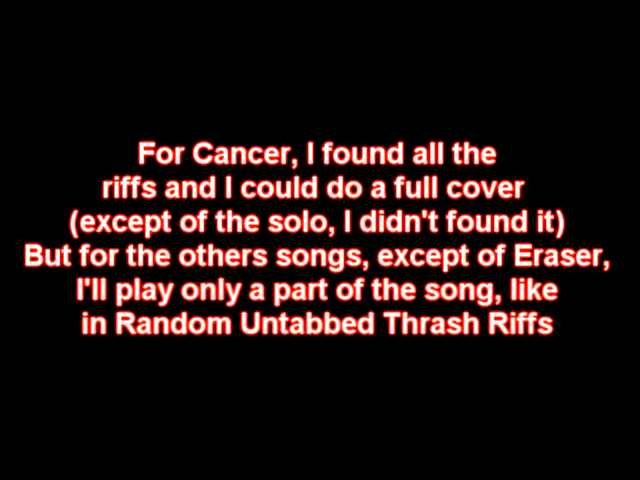 For Cancer, I found all the
riffs and I could do a full cover
(except of the solo, I didn't found it)
But for the others songs, except of Eraser,
I'll play only a part of the song, like
in Random Untabbed Thrash Riffs